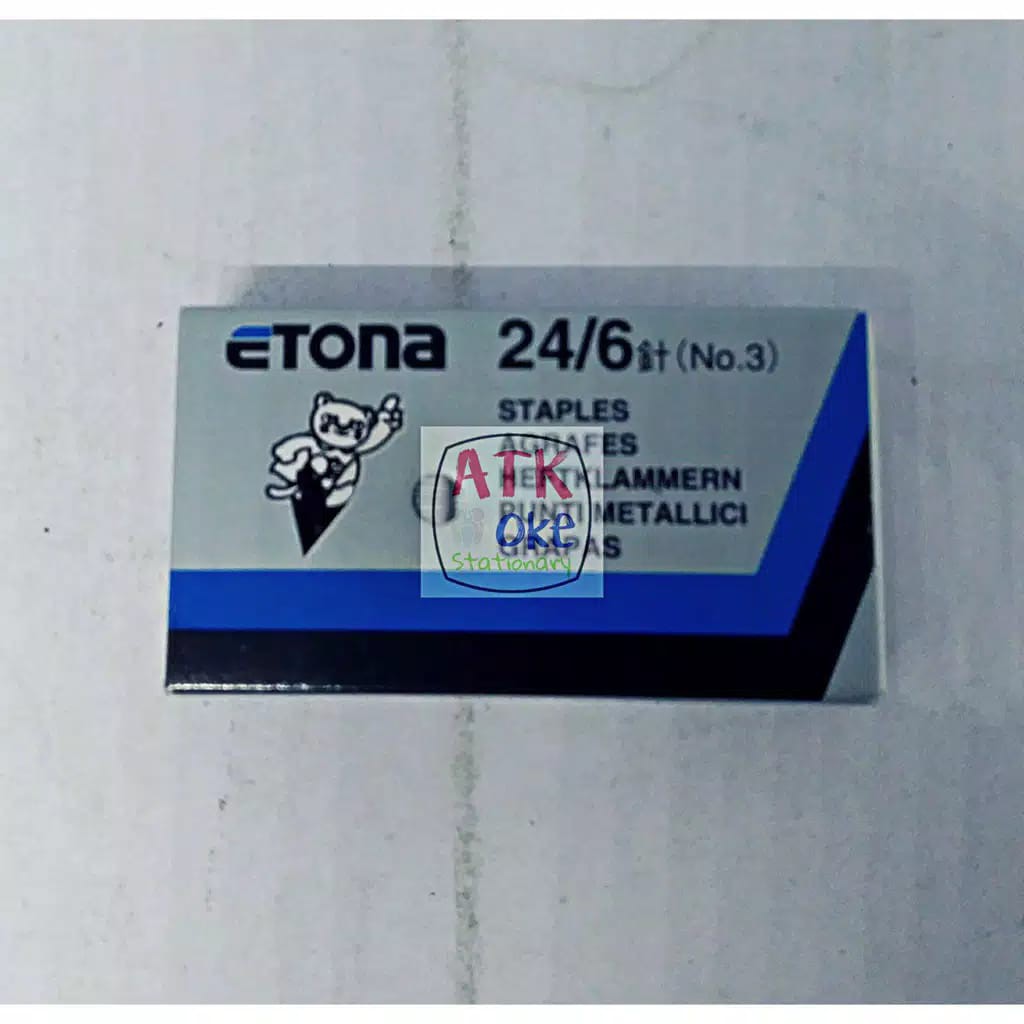 ETONA
24/6針(No.3)
STAPLES
AGRAFES
HEFTKLAMMERN
PUNTI METALLICI
GRAPAS
ATK
Oke
Stationary